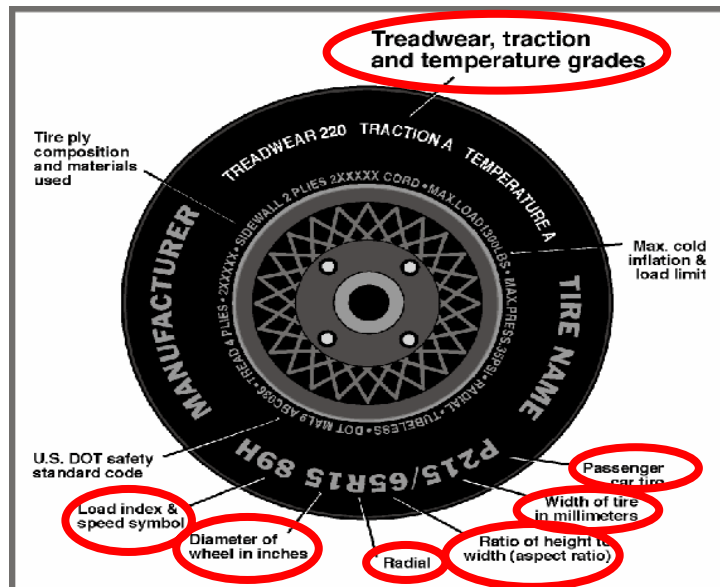 Treadwear, traction
and temperature grades
Tire ply
composition
and materials
used
TREADWEAR 220 TRACTION A TEMPERATURE A
SIDEWALL 2 PLIES 2XXXXX CORD • MAX.LOAD1300LBS • MAX.PRESS.35PSI • RADIAL • TUBELESS • DOT MAL9 ABC036 • TREAD 4 PLIES • 2XXXXX •
MANUFACTURER
TIRE NAME
Max. cold
inflation &
load limit
P215/65R15 89H
U.S. DOT safety
standard code
Passenger
car tire
Load index &
speed symbol
Width of tire
in millimeters
Diameter of
wheel in inches
Radial
Ratio of height to
width (aspect ratio)